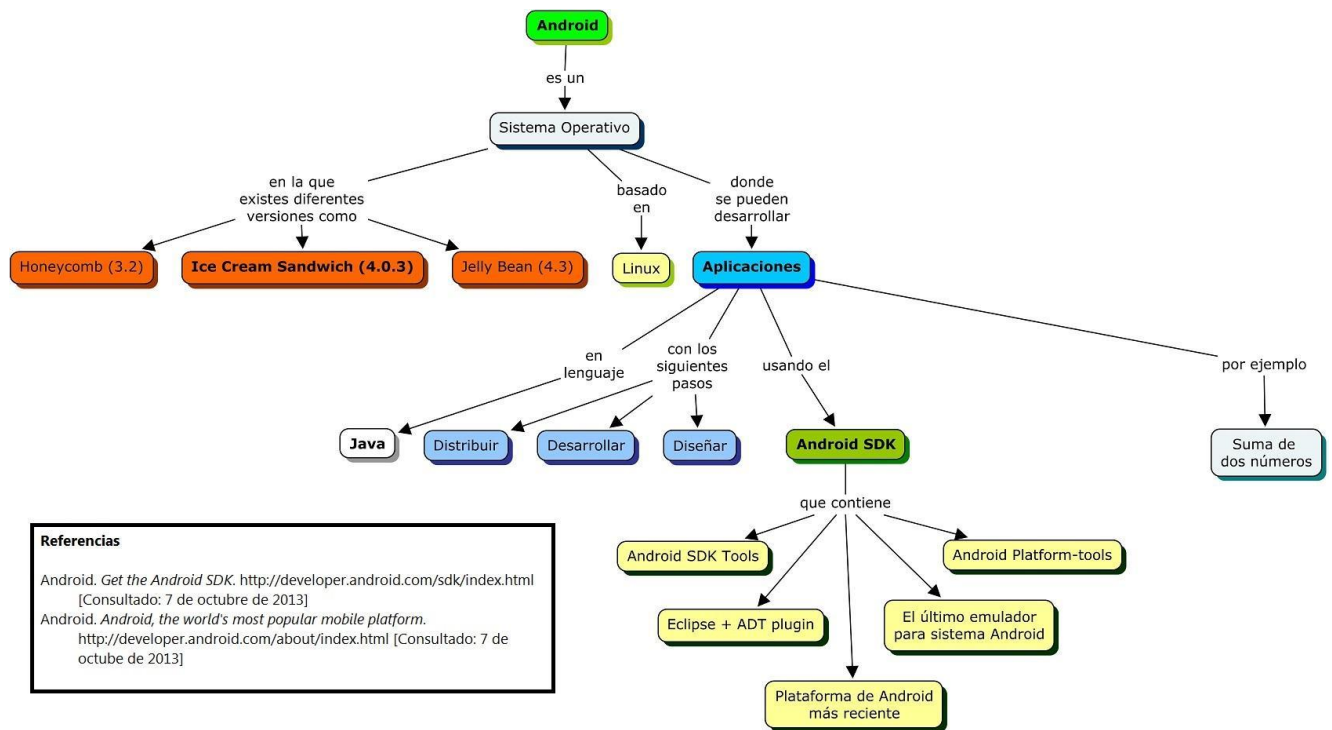 Android
es un
Sistema Operativo
en la que
existes diferentes
versiones como
basado
en
donde
se pueden
desarrollar
Honeycomb (3.2)
Ice Cream Sandwich (4.0.3)
Jelly Bean (4.3)
Linux
Aplicaciones
en
lenguaje
con los
siguientes
pasos
usando el
por ejemplo
Java
Distribuir
Desarrollar
Diseñar
Android SDK
Suma de
dos números
que contiene
Android SDK Tools
Android Platform-tools
Eclipse + ADT plugin
El último emulador
para sistema Android
Plataforma de Android
más reciente
Referencias
Android. Get the Android SDK. http://developer.android.com/sdk/index.html
[Consultado: 7 de octubre de 2013]
Android. Android, the world's most popular mobile platform.
http://developer.android.com/about/index.html [Consultado: 7 de
octube de 2013]